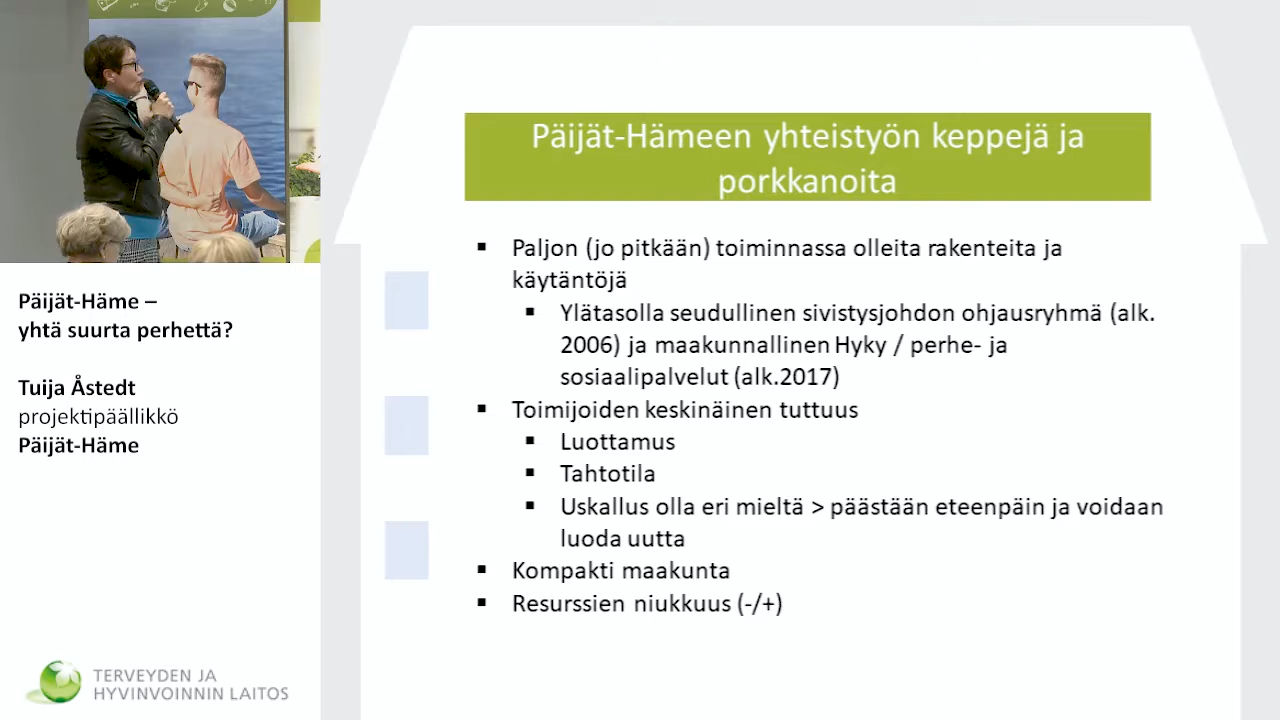 Päijät-Häme –
yhtä suurta perhettä?
Tuija Åstedt
projektipäällikkö
Päijät-Häme
TERVEYDEN JA
HYVINVOINNIN LAITOS
Päijät-Hämeen yhteistyön keppejä ja
porkkanoita
▪ Paljon (jo pitkään) toiminnassa olleita rakenteita ja
käytäntöjä
▪ Ylätasolla seudullinen sivistysjohdon ohjausryhmä (alk.
2006) ja maakunnallinen Hyky / perhe- ja
sosiaalipalvelut (alk.2017)
▪ Toimijoiden keskinäinen tuttuus
▪ Luottamus
▪ Tahtotila
▪ Uskallus olla eri mieltä > päästään eteenpäin ja voidaan
luoda uutta
▪ Kompakti maakunta
▪ Resurssien niukkuus (-/+)